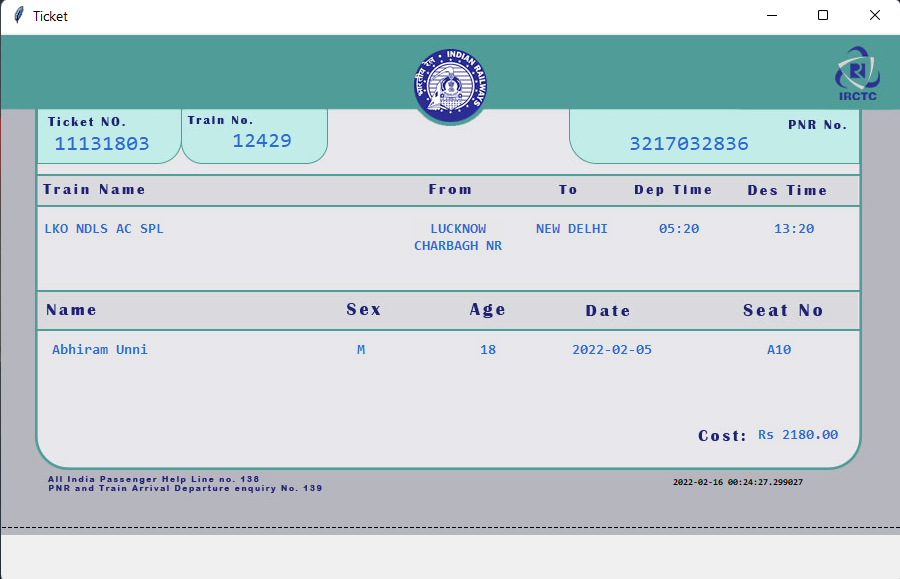 Ticket
INDIAN RAILWAYS
भारतीय रेल
IRCTC
Ticket NO.
Train No.
PNR No.
11131803
12429
3217032836
Train Name
From
To
Dep Time
Des Time
LKO NDLS AC SPL
LUCKNOW
CHARBAGH NR
NEW DELHI
05:20
13:20
Name
Sex
Age
Date
Seat No
Abhiram Unni
M
18
2022-02-05
A10
Cost: Rs 2180.00
All India Passenger Help Line no. 138
PNR and Train Arrival Departure enquiry No. 139
2022-02-16 00:24:27.299027